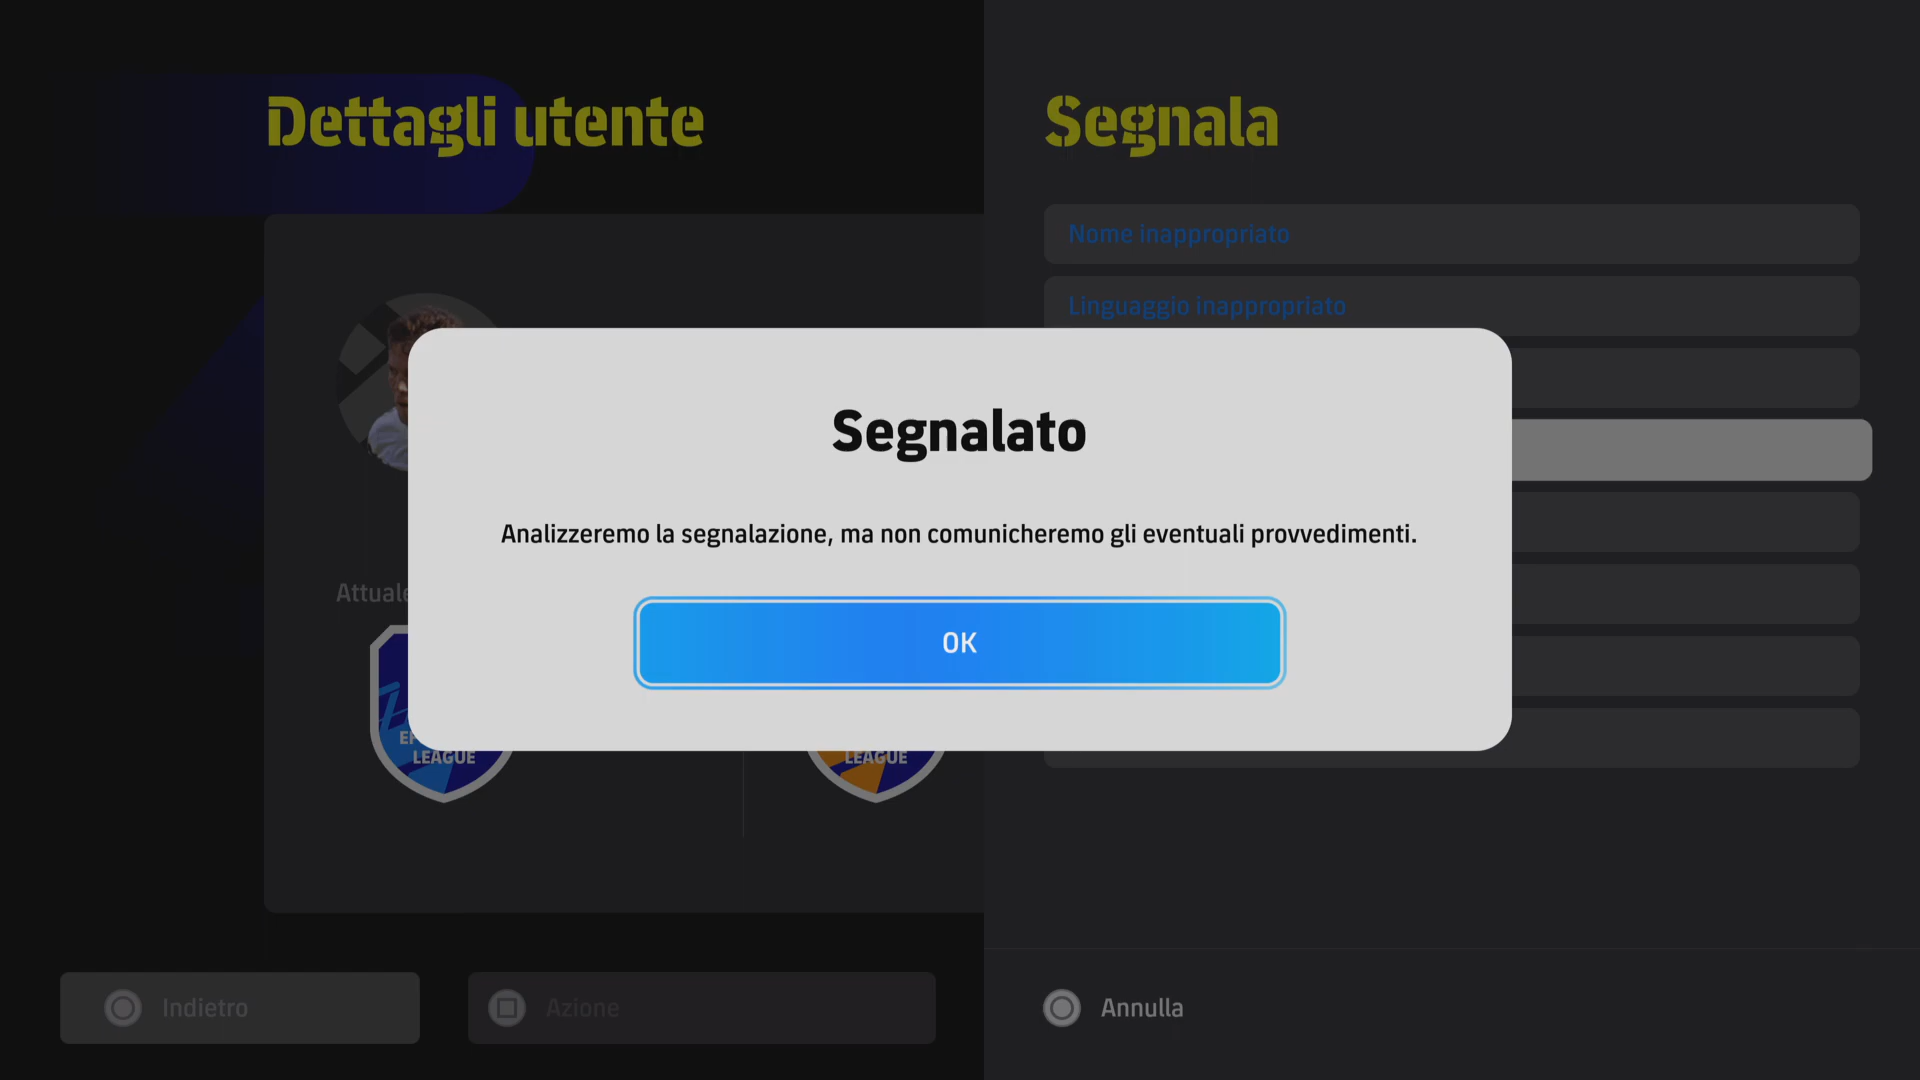 Dettagli utente
Segnala
Nome inappropriato
Linguaggio inappropriato
Segnalato
Analizzeremo la segnalazione, ma non comunicheremo gli eventuali provvedimenti.
OK
LEAGUE
LEAGUE
Indietro
Azione
Annulla